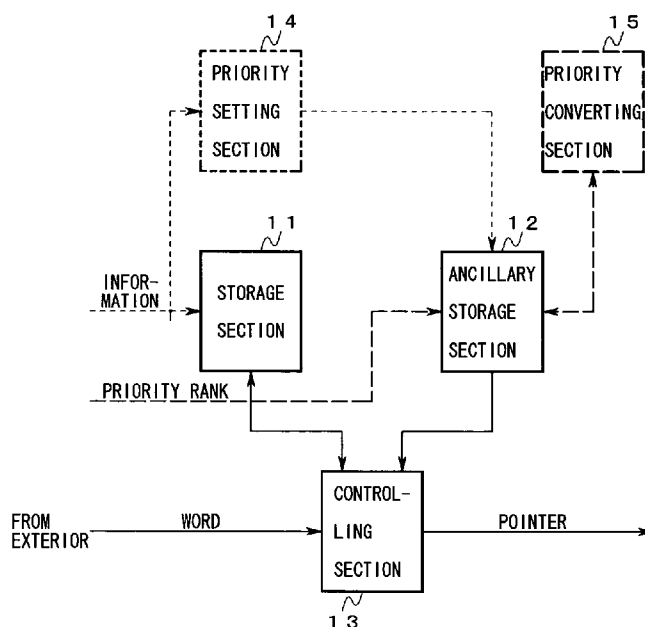 14
PRIORITY
SETTING
SECTION
15
PRIORITY
CONVERTING
SECTION
11
STORAGE
SECTION
12
ANCILLARY
STORAGE
SECTION
INFOR-
MATION
PRIORITY RANK
FROM
EXTERIOR
WORD
CONTROL-
LING
SECTION
POINTER
13